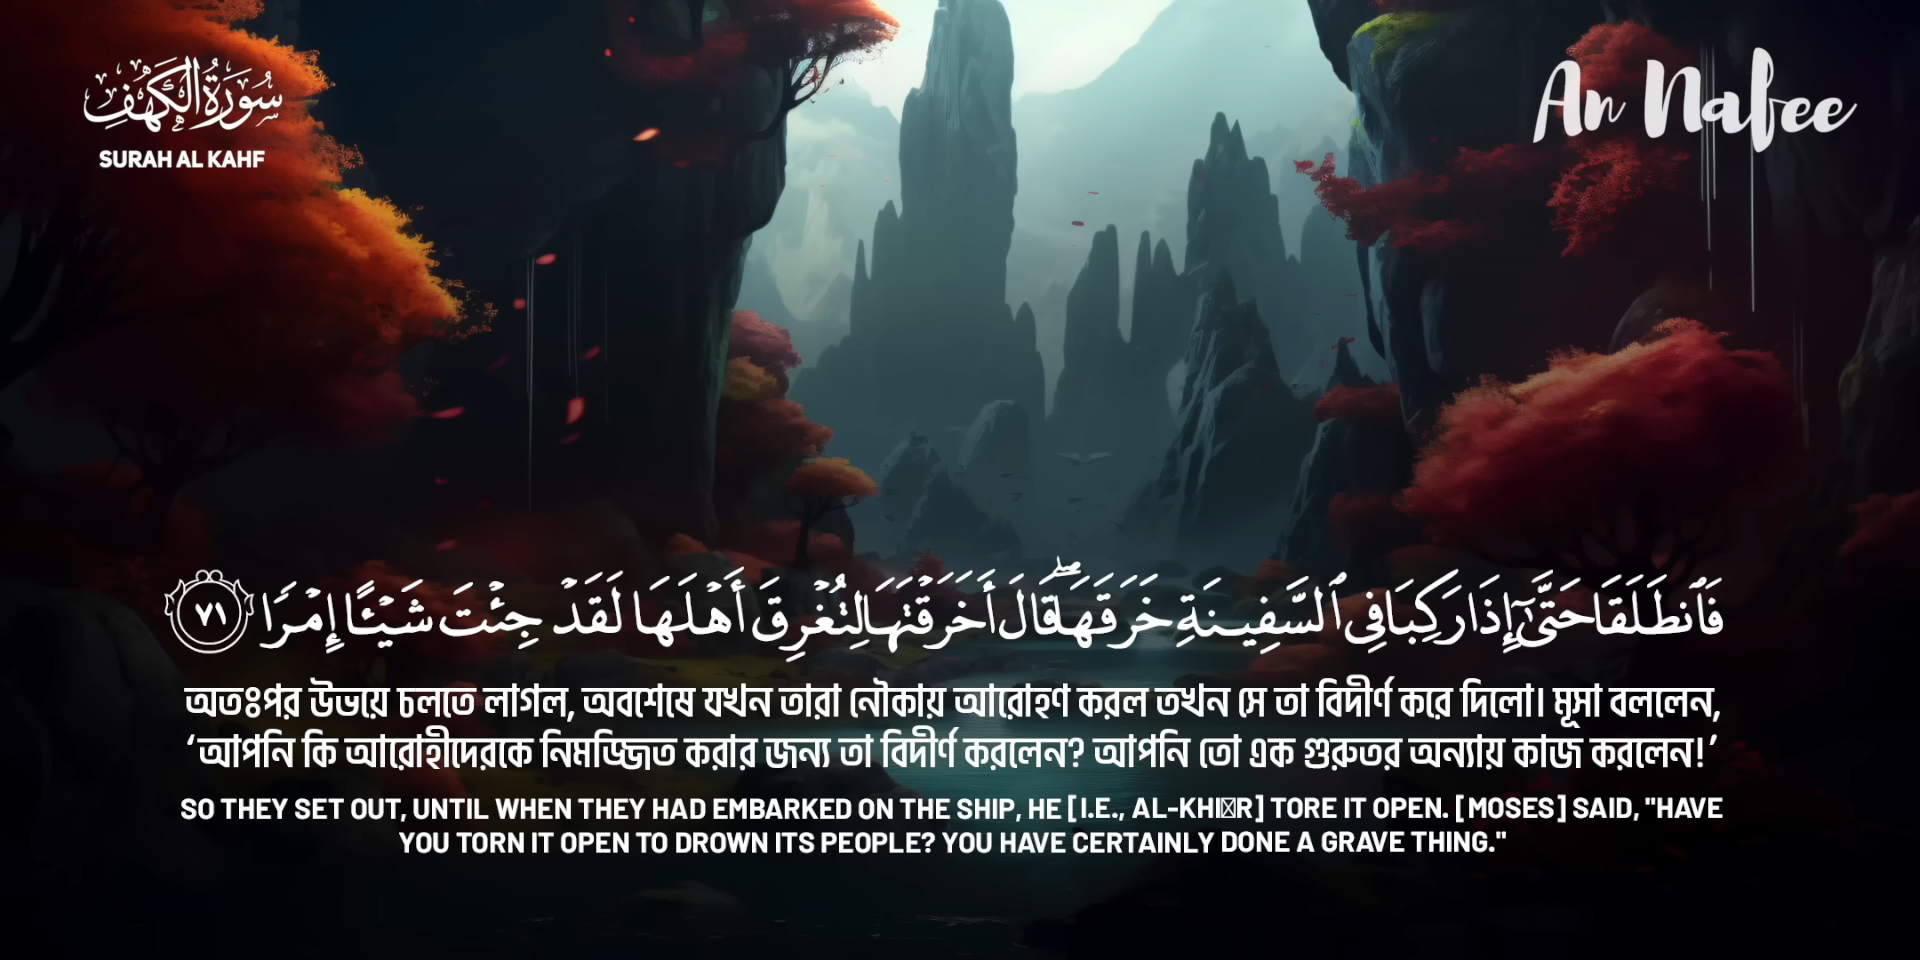 سُورَةُ الكَهْفِ
SURAH AL KAHF
An Nafee
فَٱنطَلَقَا حَتَّىٰٓ إِذَا رَكِبَا فِى ٱلسَّفِينَةِ خَرَقَهَا ۖ قَالَ أَخَرَقْتَهَا لِتُغْرِقَ أَهْلَهَا لَقَدْ جِئْتَ شَيْـًٔا إِمْرًا ٧١
অতঃপর উভয়ে চলতে লাগল, অবশেষে যখন তারা নৌকায় আরোহণ করল তখন সে তা বিদীর্ণ করে দিলো। মূসা বললেন,
‘আপনি কি আরোহীদেরকে নিমজ্জিত করার জন্য তা বিদীর্ণ করলেন? আপনি তো এক গুরুতর অন্যায় কাজ করলেন!’
SO THEY SET OUT, UNTIL WHEN THEY HAD EMBARKED ON THE SHIP, HE [I.E., AL-KHI▯R] TORE IT OPEN. [MOSES] SAID, "HAVE
YOU TORN IT OPEN TO DROWN ITS PEOPLE? YOU HAVE CERTAINLY DONE A GRAVE THING."